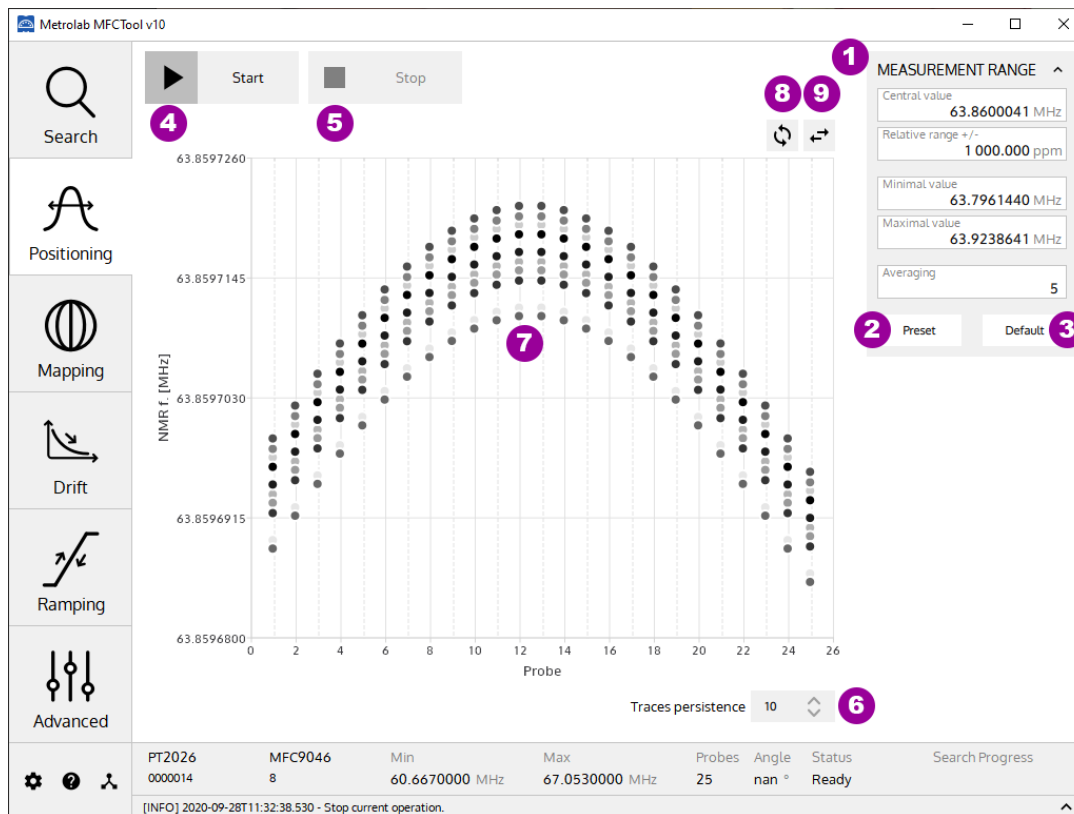 Metrolab MFCTool v10
Search
Positioning
Mapping
Drift
Ramping
Advanced
Start
Stop
4
5
8
9
1
MEASUREMENT RANGE
Central value
63.8600041 MHz
Relative range +/-
1 000.000 ppm
Minimal value
63.7961440 MHz
Maximal value
63.9238641 MHz
Averaging
5
2
Preset
Default
3
63.8597260
63.8597145
63.8597030
63.8596915
63.8596800
NMR f. [MHz]
7
0 2 4 6 8 10 12 14 16 18 20 22 24 26
Probe
Traces persistence 10
6
PT2026 MFC9046 Min Max Probes Angle Status Search Progress
0000014 8 60.6670000 MHz 67.0530000 MHz 25 nan ° Ready
[INFO] 2020-09-28T11:32:38.530 - Stop current operation.